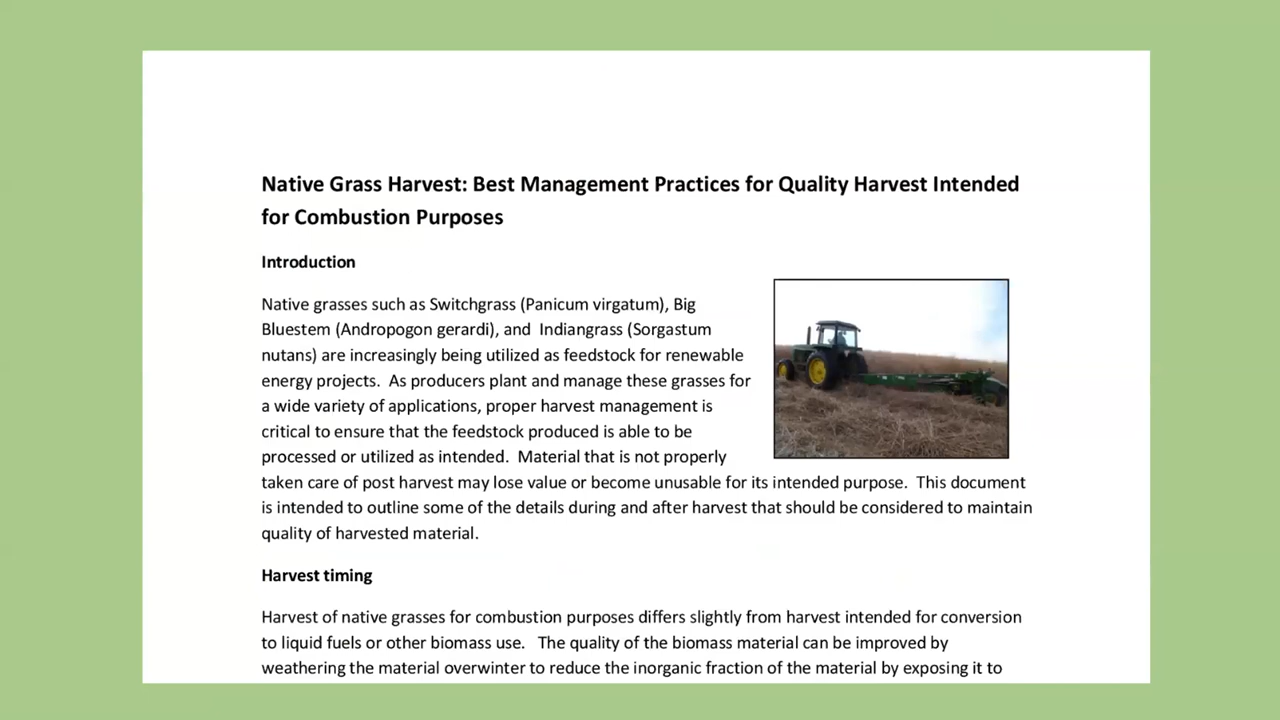 Native Grass Harvest: Best Management Practices for Quality Harvest Intended
for Combustion Purposes
Introduction
Native grasses such as Switchgrass (Panicum virgatum), Big
Bluestem (Andropogon gerardi), and  Indiangrass (Sorgastum
nutans) are increasingly being utilized as feedstock for renewable
energy projects.  As producers plant and manage these grasses for
a wide variety of applications, proper harvest management is
critical to ensure that the feedstock produced is able to be
processed or utilized as intended.  Material that is not properly
taken care of post harvest may lose value or become unusable for its intended purpose.  This document
is intended to outline some of the details during and after harvest that should be considered to maintain
quality of harvested material.
Harvest timing
Harvest of native grasses for combustion purposes differs slightly from harvest intended for conversion
to liquid fuels or other biomass use.   The quality of the biomass material can be improved by
weathering the material overwinter to reduce the inorganic fraction of the material by exposing it to